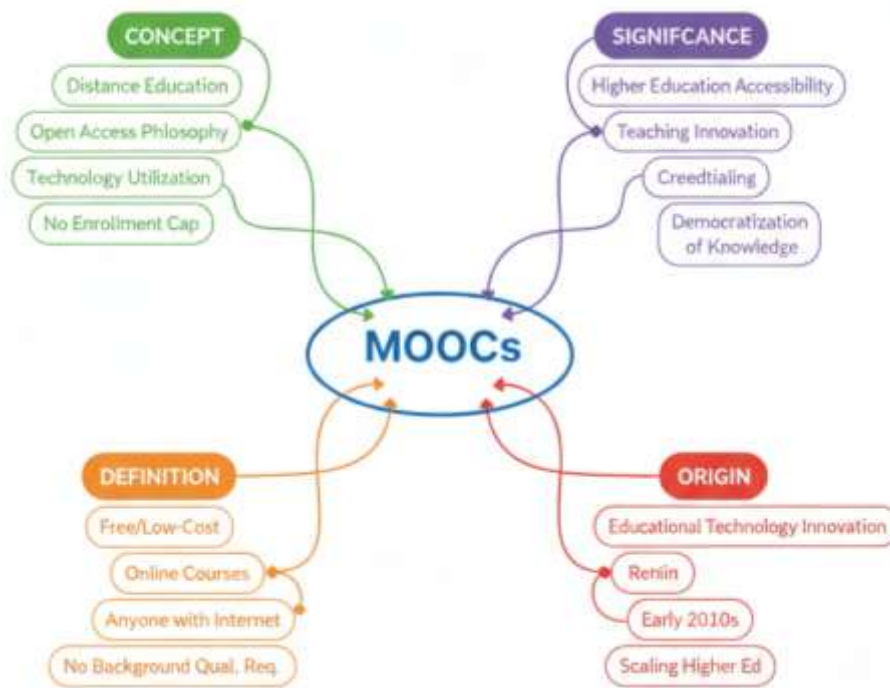 CONCEPT
Distance Education
Open Access Phlosophy
Technology Utilization
No Enrollment Cap
SIGNIFCANCE
Higher Education Accessibility
Teaching Innovation
Creedtialing
Democratization
of Knowledge
MOOCs
DEFINITION
Free/Low-Cost
Online Courses
Anyone with Internet
No Background Qual. Req.
ORIGIN
Educational Technology Innovation
Early 2010s
Scaling Higher Ed